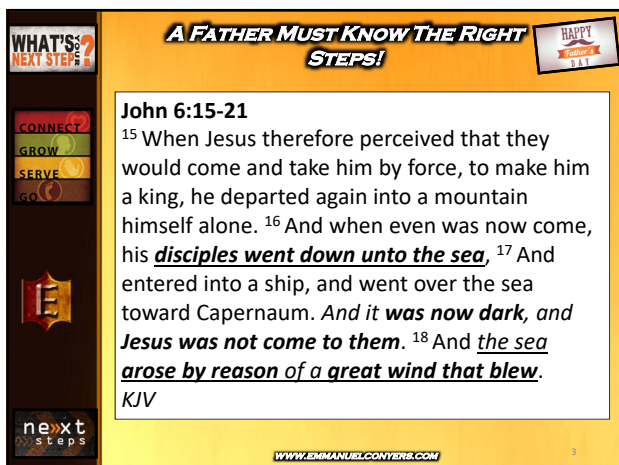 WHAT'S YOUR
NEXT STEP?
A FATHER MUST KNOW THE RIGHT
STEPS!
HAPPY
Father's
DAY
CONNECT
GROW
SERVE
GO
E
John 6:15-21
15 When Jesus therefore perceived that they
would come and take him by force, to make him
a king, he departed again into a mountain
himself alone. 16 And when even was now come,
his disciples went down unto the sea, 17 And
entered into a ship, and went over the sea
toward Capernaum. And it was now dark, and
Jesus was not come to them. 18 And the sea
arose by reason of a great wind that blew.
KJV
ne»xt
steps
WWW.EMMANUELCONYERS.COM
3